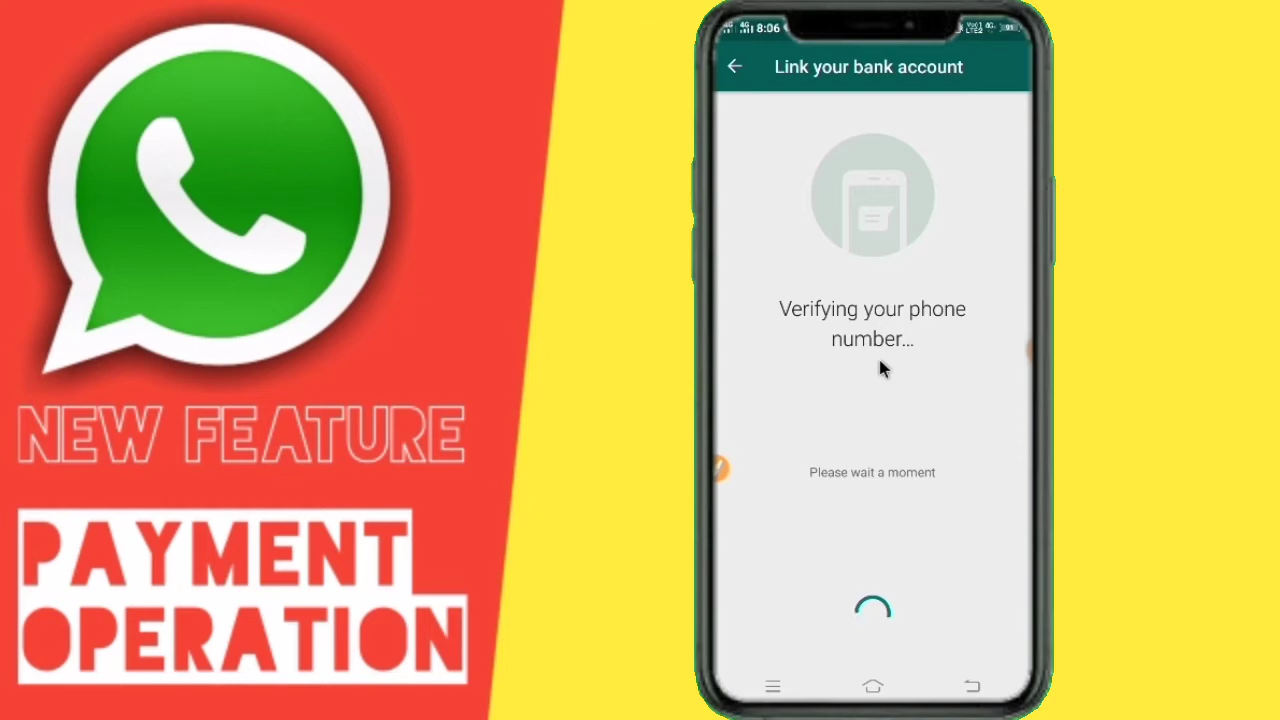 NEW FEATURE
PAYMENT
OPERATION
8:06
Link your bank account
Verifying your phone
number...
Please wait a moment